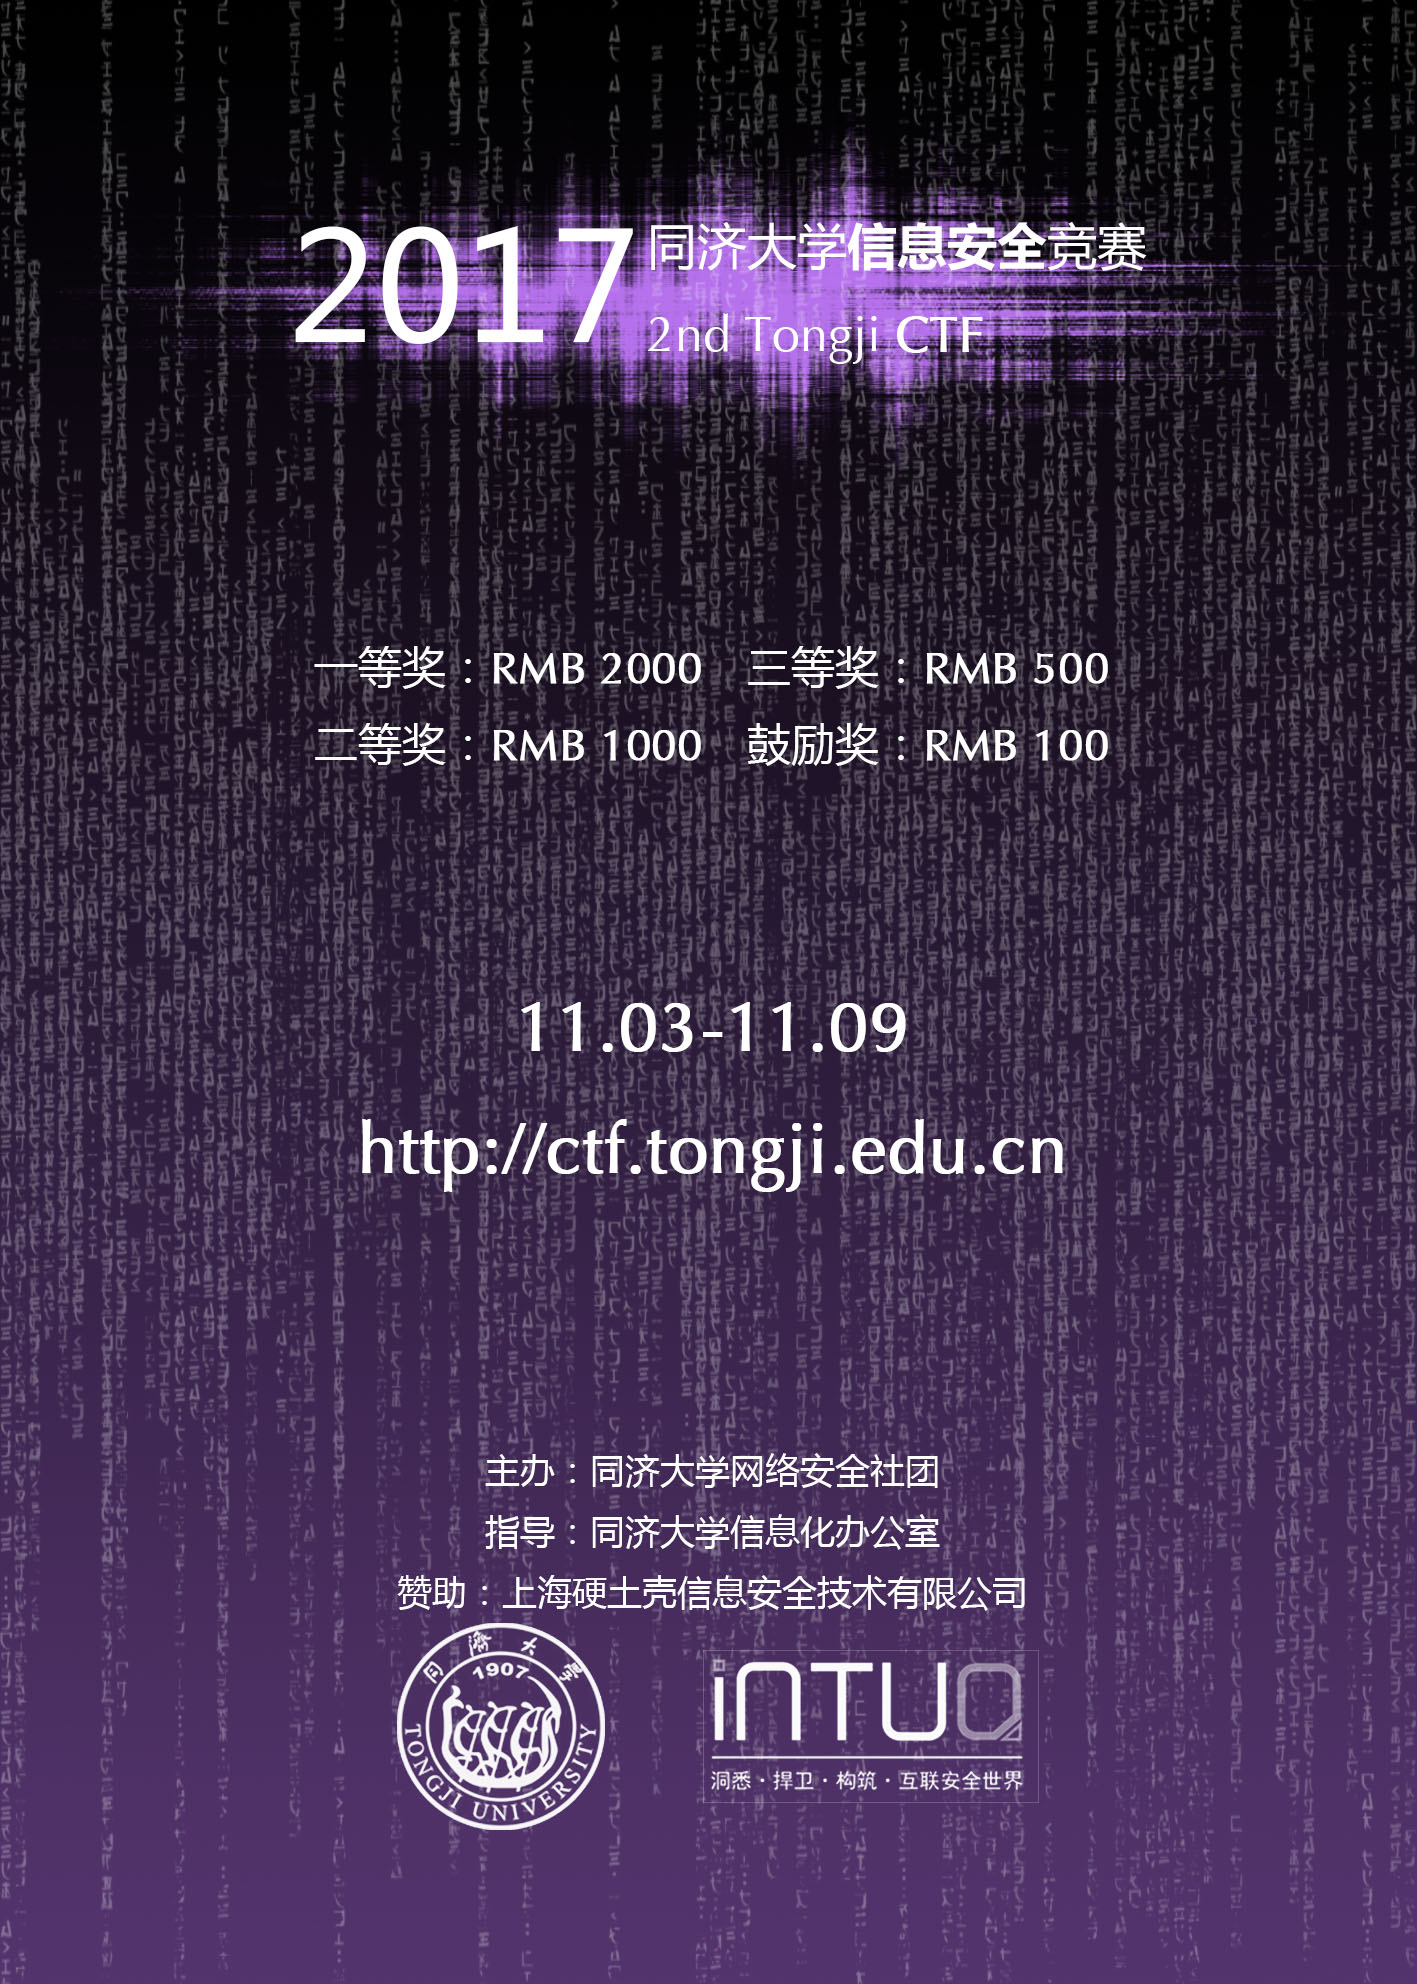 2017
同济大学信息安全竞赛
2nd Tongji CTF
一等奖：RMB 2000 三等奖：RMB 500
二等奖：RMB 1000 鼓励奖：RMB 100
11.03-11.09
http://ctf.tongji.edu.cn
主办：同济大学网络安全社团
指导：同济大学信息化办公室
赞助：上海硬土壳信息安全技术有限公司
同濟大學
1907
TONGJI UNIVERSITY
iNTUO
洞悉·捍卫·构筑·互联安全世界